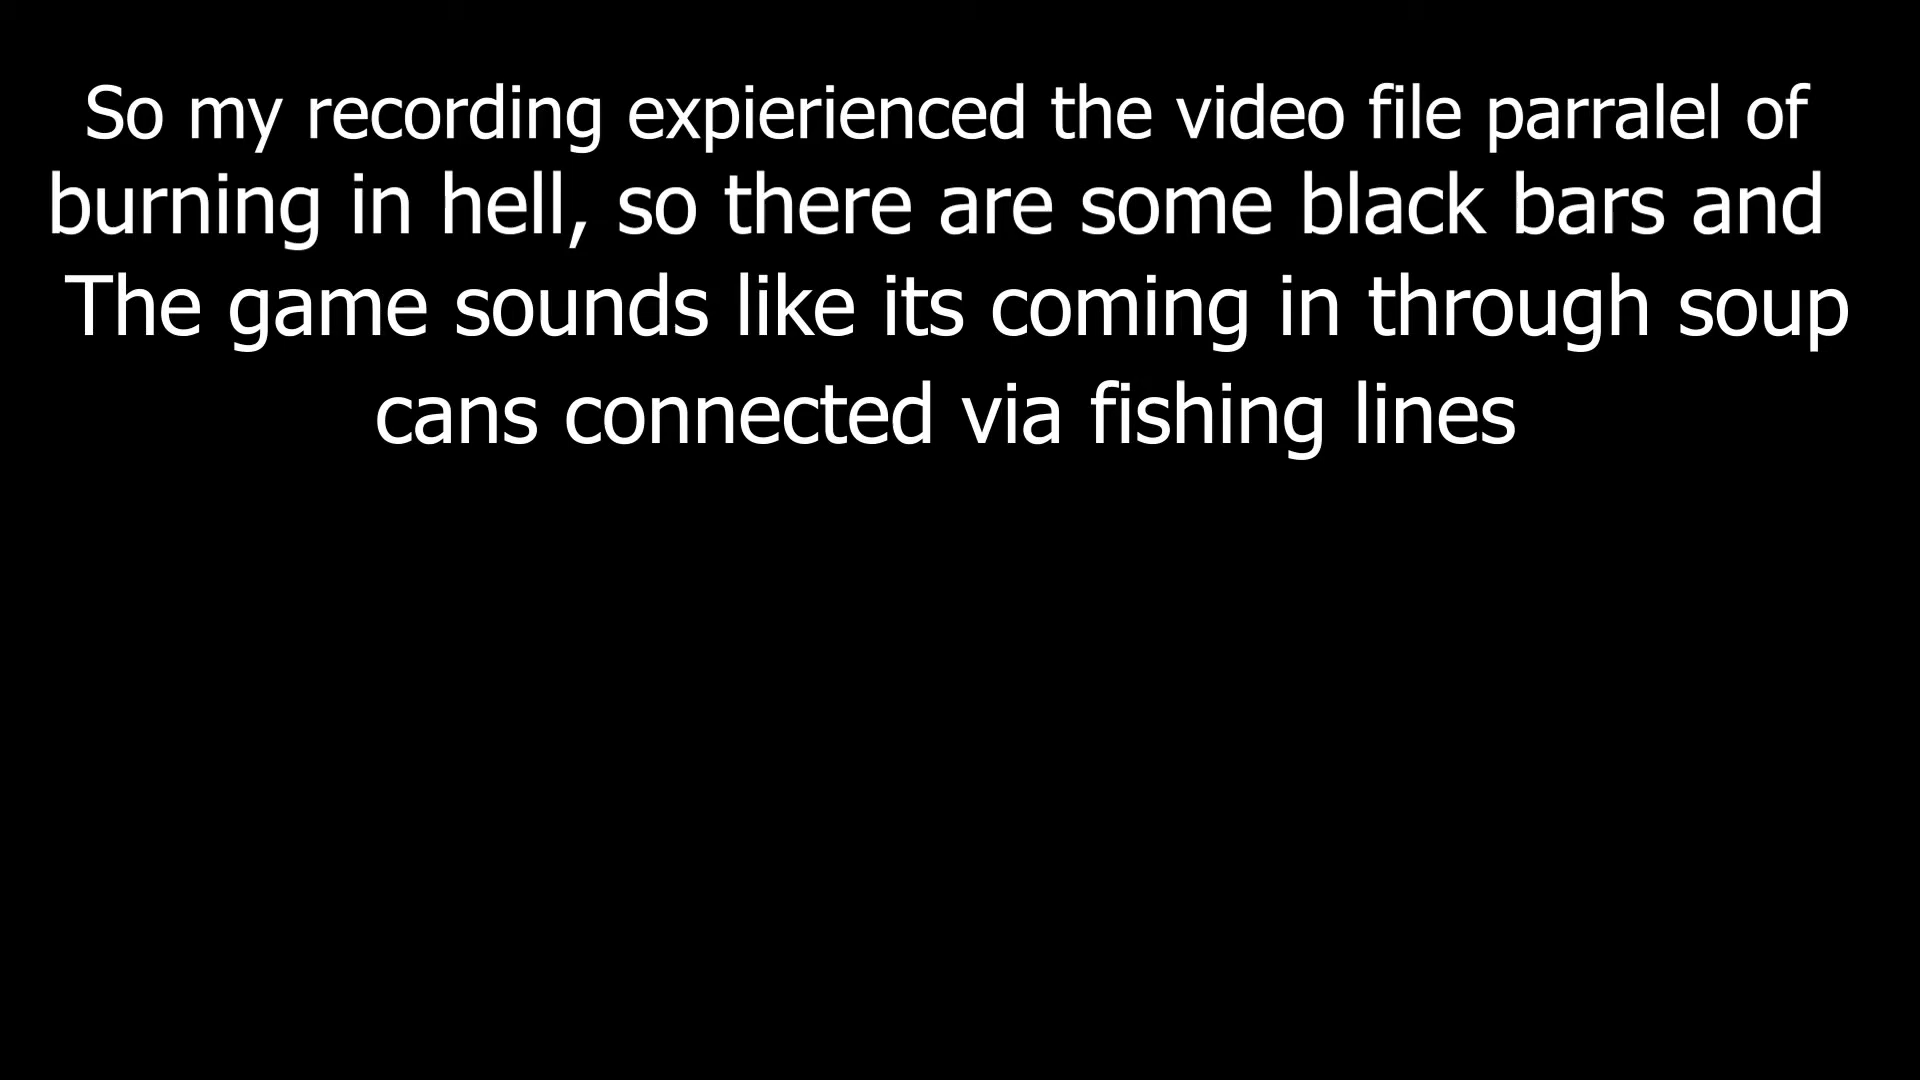 So my recording expierienced the video file parralel of
burning in hell, so there are some black bars and
The game sounds like its coming in through soup
cans connected via fishing lines